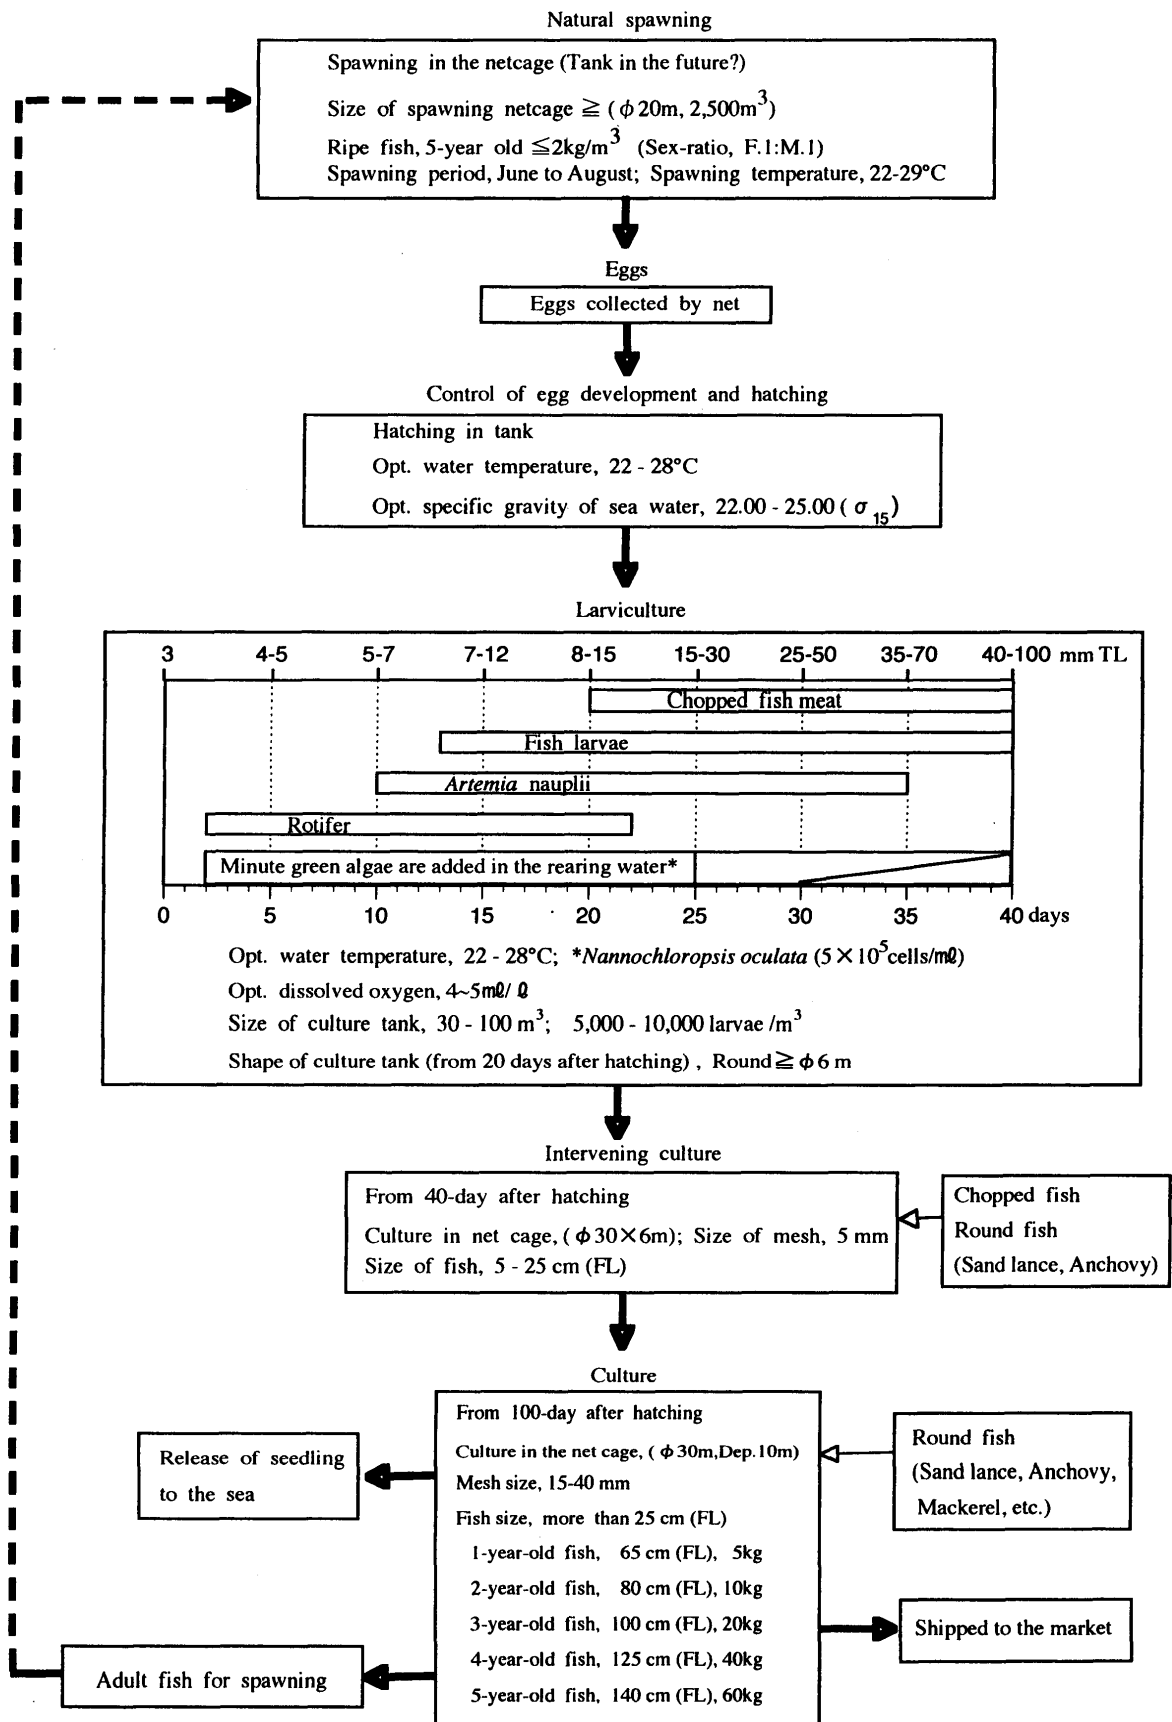 Natural spawning
Spawning in the netcage (Tank in the future?)
Size of spawning netcage ≧ (φ20m, 2,500m³)
Ripe fish, 5-year old ≦2kg/m³ (Sex-ratio, F.1:M.1)
Spawning period, June to August; Spawning temperature, 22-29°C
Eggs
Eggs collected by net
Control of egg development and hatching
Hatching in tank
Opt. water temperature, 22 - 28°C
Opt. specific gravity of sea water, 22.00 - 25.00 ( σ₁₅)
Larviculture
3 4-5 5-7 7-12 8-15 15-30 25-50 35-70 40-100 mm TL
Chopped fish meat
Fish larvae
Artemia nauplii
Rotifer
Minute green algae are added in the rearing water*
0 5 10 15 20 25 30 35 40 days
Opt. water temperature, 22 - 28°C; *Nannochloropsis oculata (5 × 10⁵cells/mℓ)
Opt. dissolved oxygen, 4~5mℓ/ ℓ
Size of culture tank, 30 - 100 m³; 5,000 - 10,000 larvae /m³
Shape of culture tank (from 20 days after hatching) , Round ≧ φ6 m
Intervening culture
From 40-day after hatching
Culture in net cage, ( φ30×6m); Size of mesh, 5 mm
Size of fish, 5 - 25 cm (FL)
Chopped fish
Round fish
(Sand lance, Anchovy)
Culture
From 100-day after hatching
Culture in the net cage, ( φ30m,Dep.10m)
Mesh size, 15-40 mm
Fish size, more than 25 cm (FL)
1-year-old fish, 65 cm (FL), 5kg
2-year-old fish, 80 cm (FL), 10kg
3-year-old fish, 100 cm (FL), 20kg
4-year-old fish, 125 cm (FL), 40kg
5-year-old fish, 140 cm (FL), 60kg
Release of seedling
to the sea
Round fish
(Sand lance, Anchovy,
Mackerel, etc.)
Shipped to the market
Adult fish for spawning